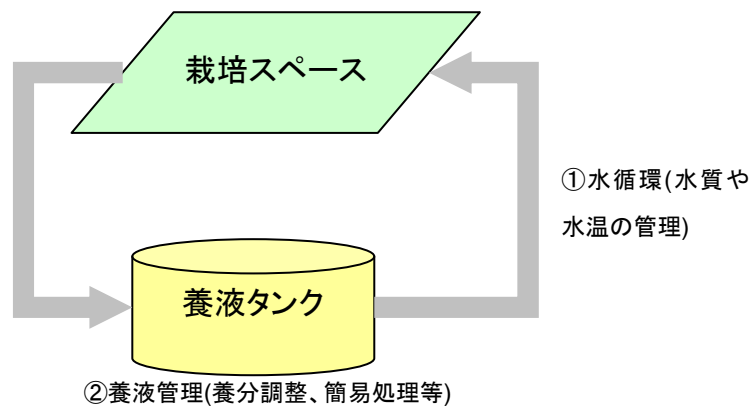 栽培スペース
①水循環(水質や
水温の管理)
養液タンク
②養液管理(養分調整、簡易処理等)